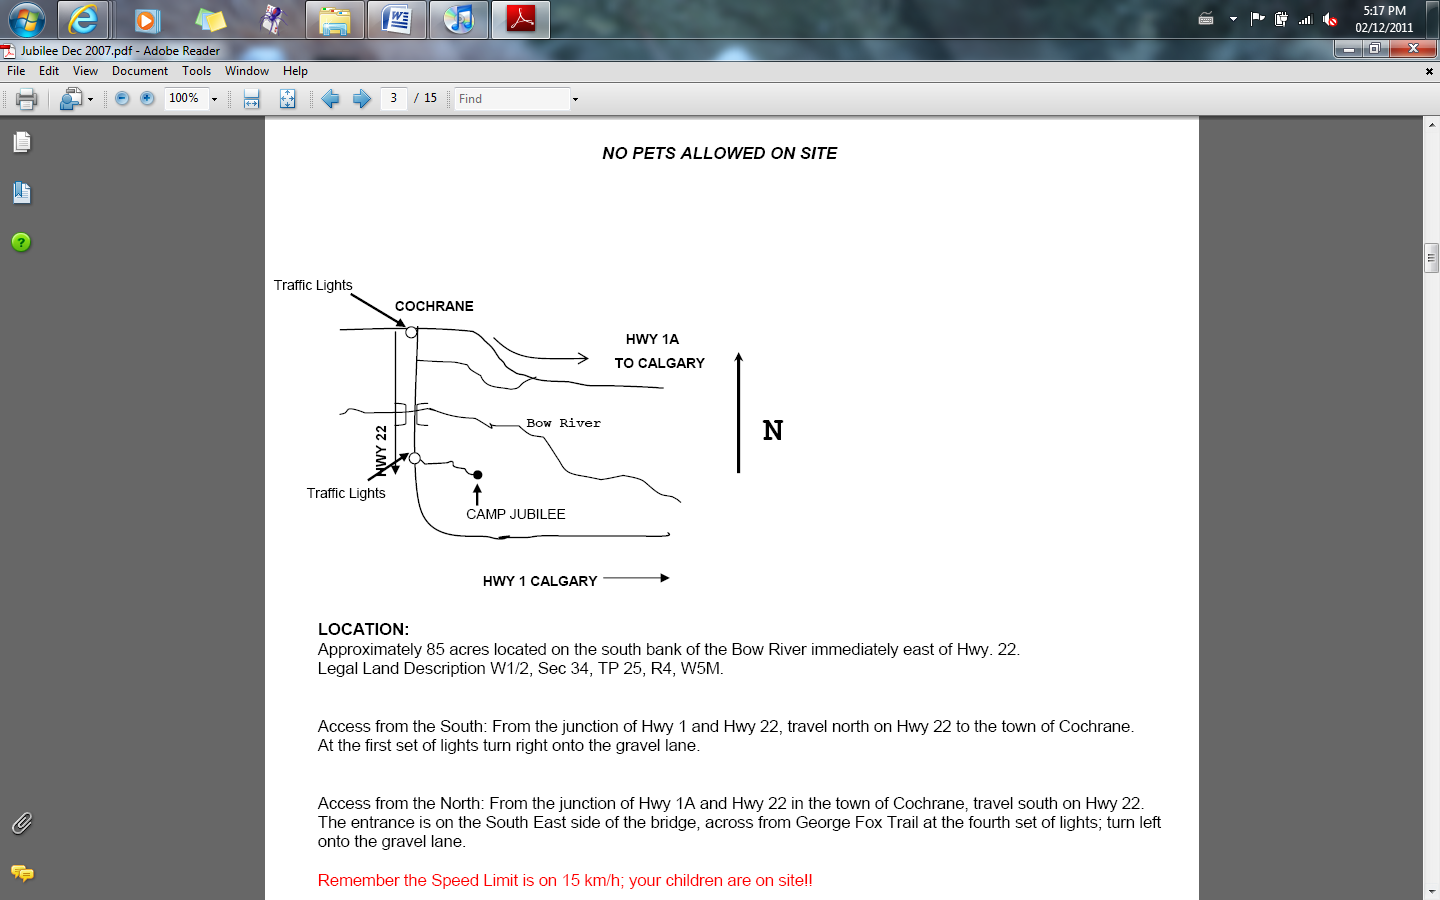 5:17 PM
02/12/2011
Jubilee Dec 2007.pdf - Adobe Reader
File Edit View Document Tools Window Help
100% 3 / 15 Find
NO PETS ALLOWED ON SITE
Traffic Lights
COCHRANE
HWY 1A
TO CALGARY
Bow River
N
HWY 22
Traffic Lights
CAMP JUBILEE
HWY 1 CALGARY
LOCATION:
Approximately 85 acres located on the south bank of the Bow River immediately east of Hwy. 22.
Legal Land Description W1/2, Sec 34, TP 25, R4, W5M.
Access from the South: From the junction of Hwy 1 and Hwy 22, travel north on Hwy 22 to the town of Cochrane.
At the first set of lights turn right onto the gravel lane.
Access from the North: From the junction of Hwy 1A and Hwy 22 in the town of Cochrane, travel south on Hwy 22.
The entrance is on the South East side of the bridge, across from George Fox Trail at the fourth set of lights; turn left
onto the gravel lane.
Remember the Speed Limit is on 15 km/h; your children are on site!!